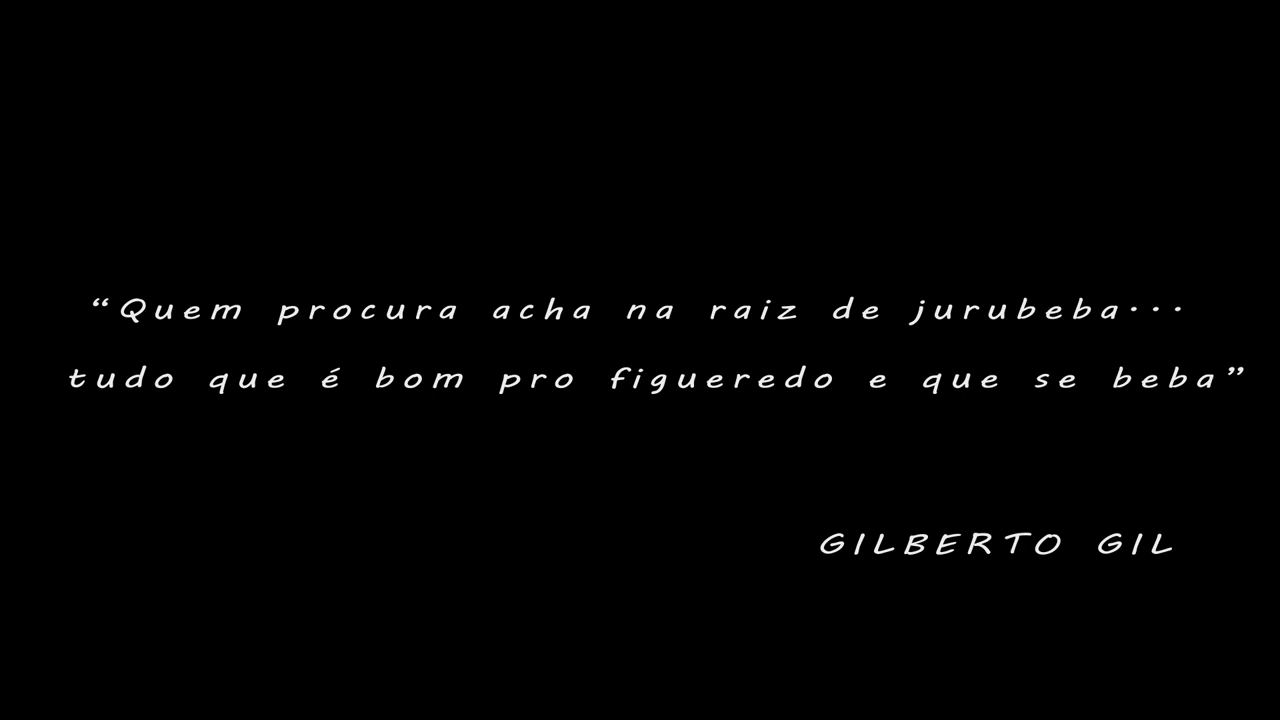 “Quem procura acha na raiz de jurubeba...
tudo que é bom pro figueredo e que se beba”
GILBERTO GIL